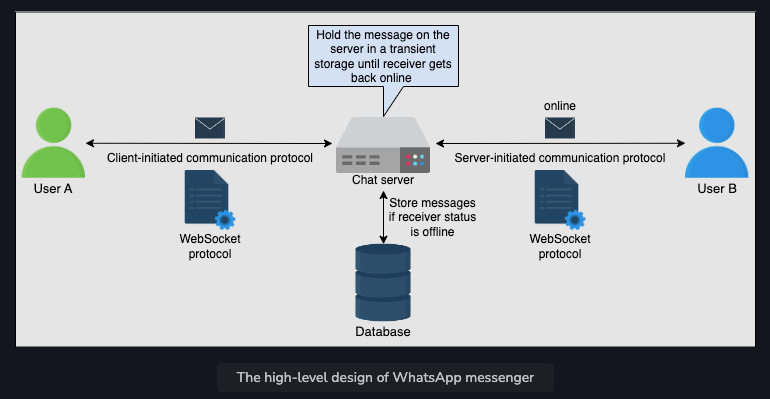 Hold the message on the
server in a transient
storage until receiver gets
back online
online
Client-initiated communication protocol
Server-initiated communication protocol
User A
Chat server
User B
WebSocket
protocol
Store messages
if receiver status
is offline
WebSocket
protocol
Database
The high-level design of WhatsApp messenger